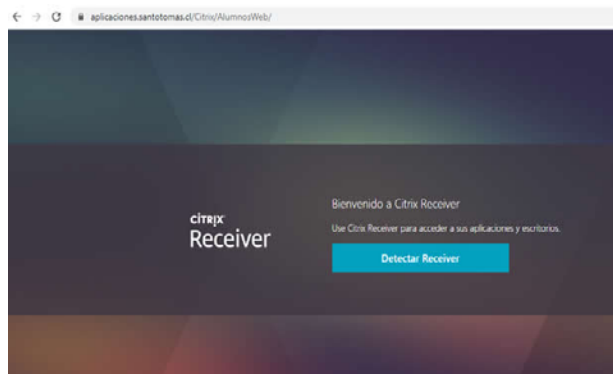 aplicaciones.santotomas.cl/Citrix/AlumnosWeb/
Bienvenido a Citrix Receiver
CITRIX
Receiver
Use Citrix Receiver para acceder a sus aplicaciones y escritorios.
Detectar Receiver